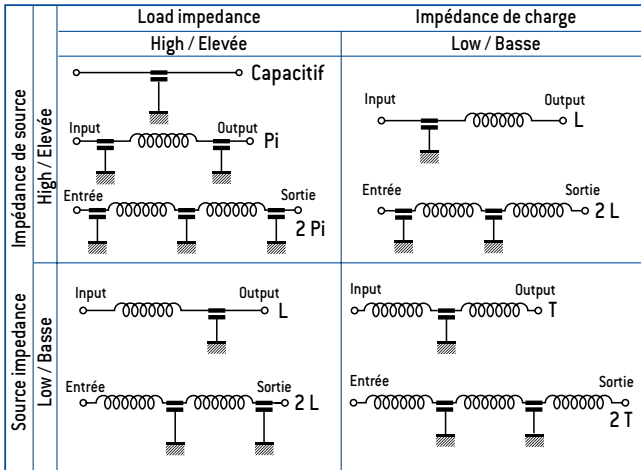 Load impedance
Impédance de charge
High / Elevée
Low / Basse
Impédance de source
Source impedance
High / Elevée
Low / Basse
Capacitif
Input
Output
Pi
Entrée
Sortie
2 Pi
Input
Output
L
Entrée
Sortie
2 L
Input
Output
L
Entrée
Sortie
2 L
Input
Output
T
Entrée
Sortie
2 T